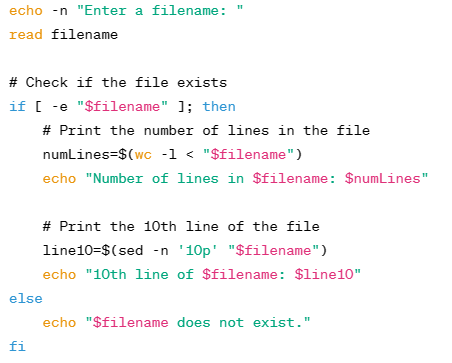 echo -n "Enter a filename: "
read filename

# Check if the file exists
if [ -e "$filename" ]; then
    # Print the number of lines in the file
    numLines=$(wc -l < "$filename")
    echo "Number of lines in $filename: $numLines"

    # Print the 10th line of the file
    line10=$(sed -n '10p' "$filename")
    echo "10th line of $filename: $line10"
else
    echo "$filename does not exist."
fi